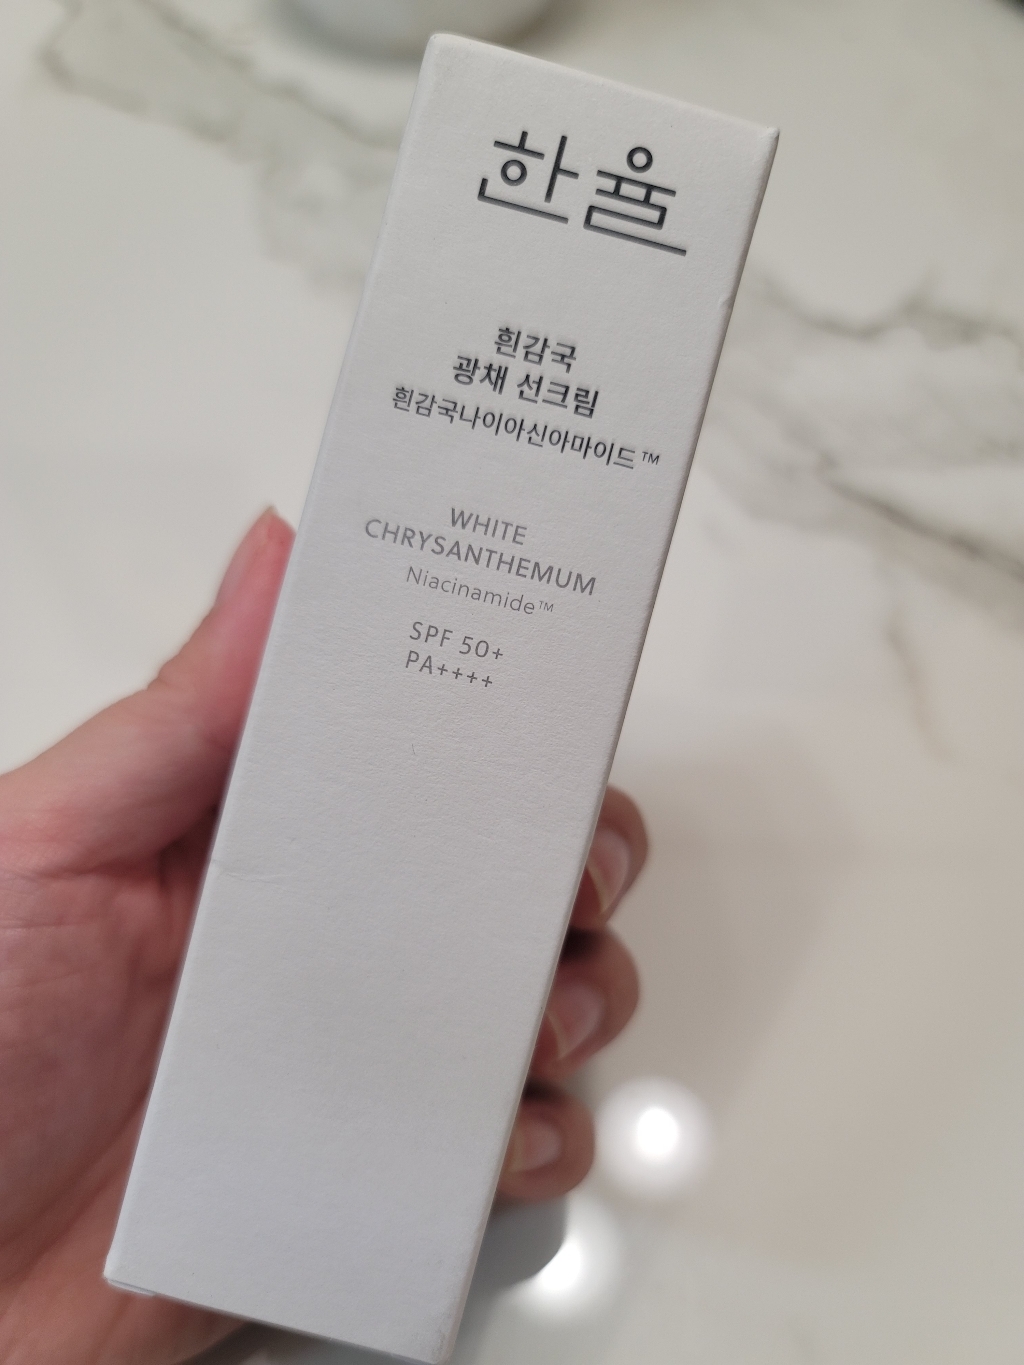 한율
흰감국
광채 선크림
흰감국나이아신아마이드™
WHITE
CHRYSANTHEMUM
Niacinamide™
SPF 50+
PA++++